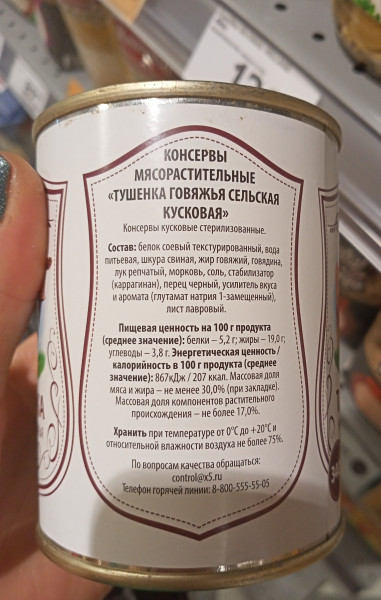 КОНСЕРВЫ
МЯСОРАСТИТЕЛЬНЫЕ
«ТУШЕНКА ГОВЯЖЬЯ СЕЛЬСКАЯ
КУСКОВАЯ»
Консервы кусковые стерилизованные.
Состав: белок соевый текстурированный, вода
питьевая, шкура свиная, жир говяжий, говядина,
лук репчатый, морковь, соль, стабилизатор
(каррагинан), перец черный, усилитель вкуса
и аромата (глутамат натрия 1-замещенный),
лист лавровый.
Пищевая ценность на 100 г продукта
(среднее значение): белки – 5,2 г; жиры – 19,0 г;
углеводы – 3,8 г. Энергетическая ценность /
калорийность в 100 г продукта (среднее
значение): 867кДж / 207 ккал. Массовая доля
мяса и жира – не менее 30,0% (при закладке).
Массовая доля компонентов растительного
происхождения – не более 17,0%.
Хранить при температуре от 0°С до +20°С и
относительной влажности воздуха не более 75%.
По вопросам качества обращаться:
control@x5.ru
Телефон горячей линии: 8-800-555-55-05